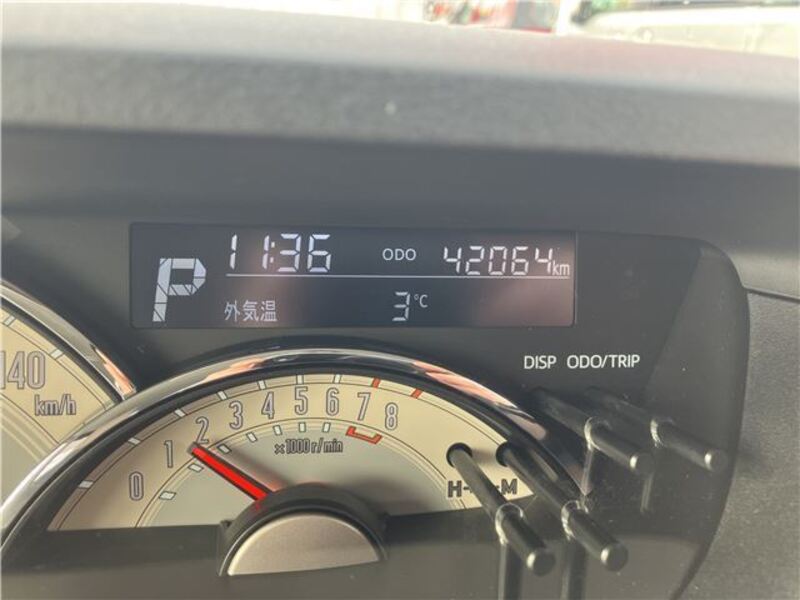 P 11:36 ODO 42064km
外気温 3°C
DISP ODO/TRIP
140
km/h
0 1 2 3 4 5 6 7 8
×1000r/min
H M